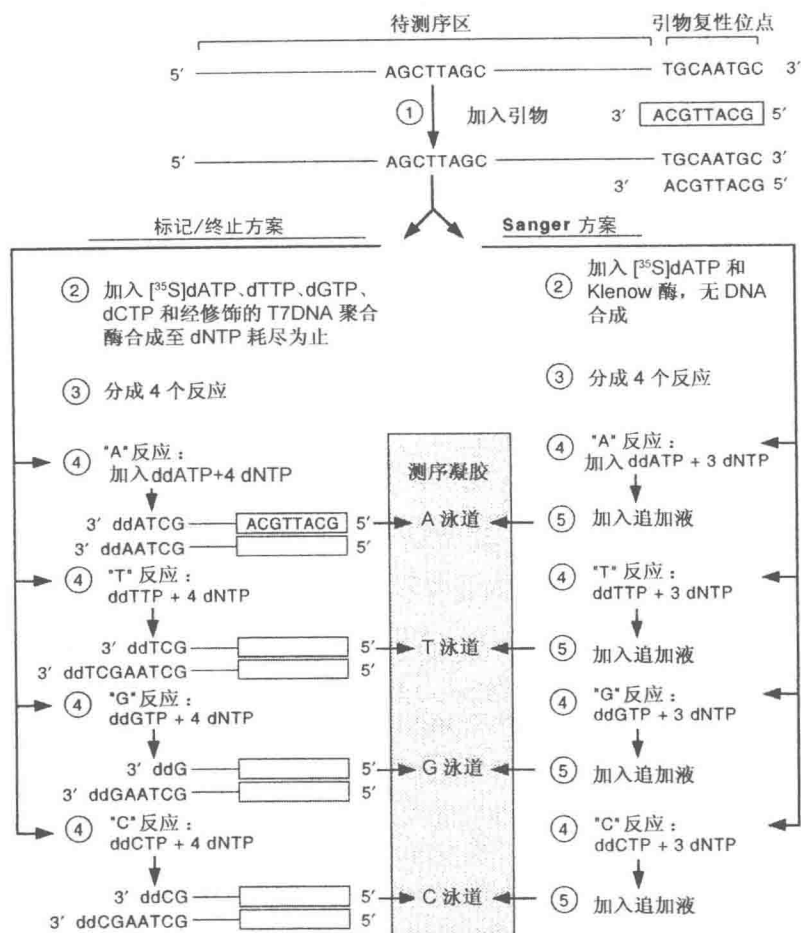 待测序区 引物复性位点
5′ AGCTTAGC TGCAATGC 3′
① 加入引物 3′ ACGTTACG 5′
5′ AGCTTAGC TGCAATGC 3′
3′ ACGTTACG 5′
标记/终止方案
② 加入 [³⁵S]dATP、dTTP、dGTP、
dCTP 和经修饰的 T7DNA 聚合
酶合成至 dNTP 耗尽为止
③ 分成 4 个反应
④ "A" 反应：
加入ddATP+4 dNTP
3′ ddATCG ACGTTACG 5′
3′ ddAATCG 5′
④ "T" 反应：
ddTTP + 4 dNTP
3′ ddTCG 5′
3′ ddTCGAATCG 5′
④ "G" 反应：
ddGTP + 4 dNTP
3′ ddG 5′
3′ ddGAATCG 5′
④ "C" 反应：
ddCTP + 4 dNTP
3′ ddCG 5′
3′ ddCGAATCG 5′
测序凝胶
A 泳道
T 泳道
G 泳道
C 泳道
Sanger 方案
② 加入 [³⁵S]dATP 和
Klenow 酶，无 DNA
合成
③ 分成 4 个反应
④ "A" 反应：
加入 ddATP + 3 dNTP
⑤ 加入追加液
④ "T" 反应：
ddTTP + 3 dNTP
⑤ 加入追加液
④ "G" 反应：
ddGTP + 3 dNTP
⑤ 加入追加液
④ "C" 反应：
ddCTP + 3 dNTP
⑤ 加入追加液